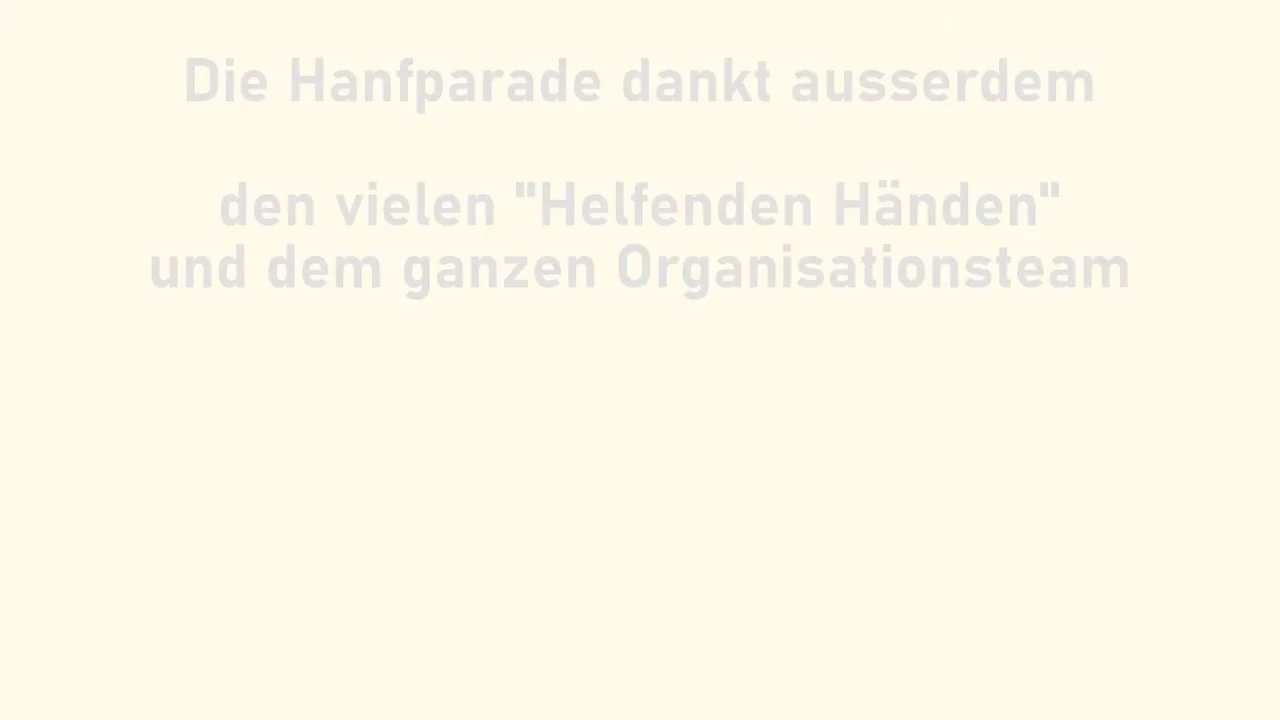 Die Hanfparade dankt ausserdem
den vielen "Helfenden Händen"
und dem ganzen Organisationsteam